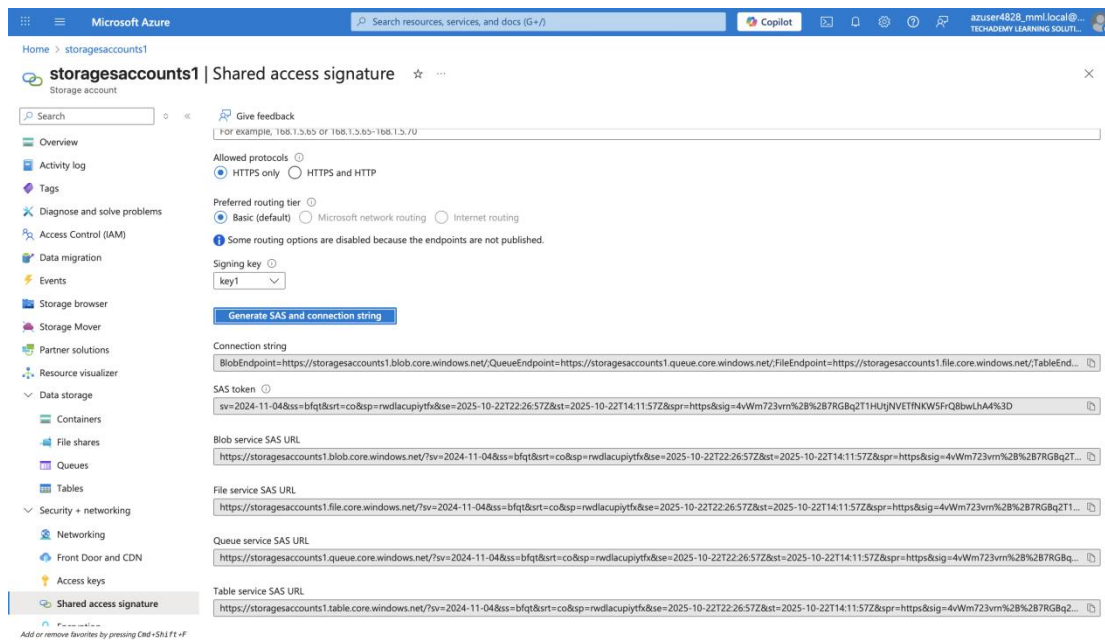 Microsoft Azure
Search resources, services, and docs (G+/)
Copilot
azuser4828_mml.local@...
TECHADEMY LEARNING SOLUTI...
Home > storagesaccounts1
storagesaccounts1 | Shared access signature
Storage account
Search
Give feedback
For example, 168.1.5.65 or 168.1.5.65-168.1.5.70
Overview
Activity log
Tags
Diagnose and solve problems
Access Control (IAM)
Data migration
Events
Storage browser
Storage Mover
Partner solutions
Resource visualizer
Data storage
Containers
File shares
Queues
Tables
Security + networking
Networking
Front Door and CDN
Access keys
Shared access signature
Add or remove favorites by pressing Cmd+Shift+F
Allowed protocols
HTTPS only HTTPS and HTTP
Preferred routing tier
Basic (default) Microsoft network routing Internet routing
Some routing options are disabled because the endpoints are not published.
Signing key
key1
Generate SAS and connection string
Connection string
BlobEndpoint=https://storagesaccounts1.blob.core.windows.net/;QueueEndpoint=https://storagesaccounts1.queue.core.windows.net/;FileEndpoint=https://storagesaccounts1.file.core.windows.net/;TableEnd...
SAS token
sv=2024-11-04&ss=bfqt&srt=co&sp=rwdlacupiytfx&se=2025-10-22T22:26:57Z&st=2025-10-22T14:11:57Z&spr=https&sig=4vWm723vrn%2B%2B7RGBq2T1HUtjNVETfNKW5FrQ8bwLhA4%3D
Blob service SAS URL
https://storagesaccounts1.blob.core.windows.net/?sv=2024-11-04&ss=bfqt&srt=co&sp=rwdlacupiytfx&se=2025-10-22T22:26:57Z&st=2025-10-22T14:11:57Z&spr=https&sig=4vWm723vrn%2B%2B7RGBq2T...
File service SAS URL
https://storagesaccounts1.file.core.windows.net/?sv=2024-11-04&ss=bfqt&srt=co&sp=rwdlacupiytfx&se=2025-10-22T22:26:57Z&st=2025-10-22T14:11:57Z&spr=https&sig=4vWm723vrn%2B%2B7RGBq2T1...
Queue service SAS URL
https://storagesaccounts1.queue.core.windows.net/?sv=2024-11-04&ss=bfqt&srt=co&sp=rwdlacupiytfx&se=2025-10-22T22:26:57Z&st=2025-10-22T14:11:57Z&spr=https&sig=4vWm723vrn%2B%2B7RGBq...
Table service SAS URL
https://storagesaccounts1.table.core.windows.net/?sv=2024-11-04&ss=bfqt&srt=co&sp=rwdlacupiytfx&se=2025-10-22T22:26:57Z&st=2025-10-22T14:11:57Z&spr=https&sig=4vWm723vrn%2B%2B7RGBq2...